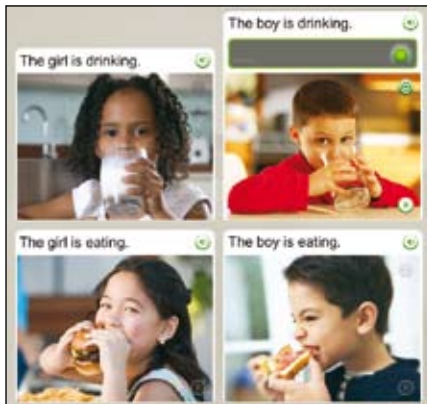 The girl is drinking.
The boy is drinking.
The girl is eating.
The boy is eating.